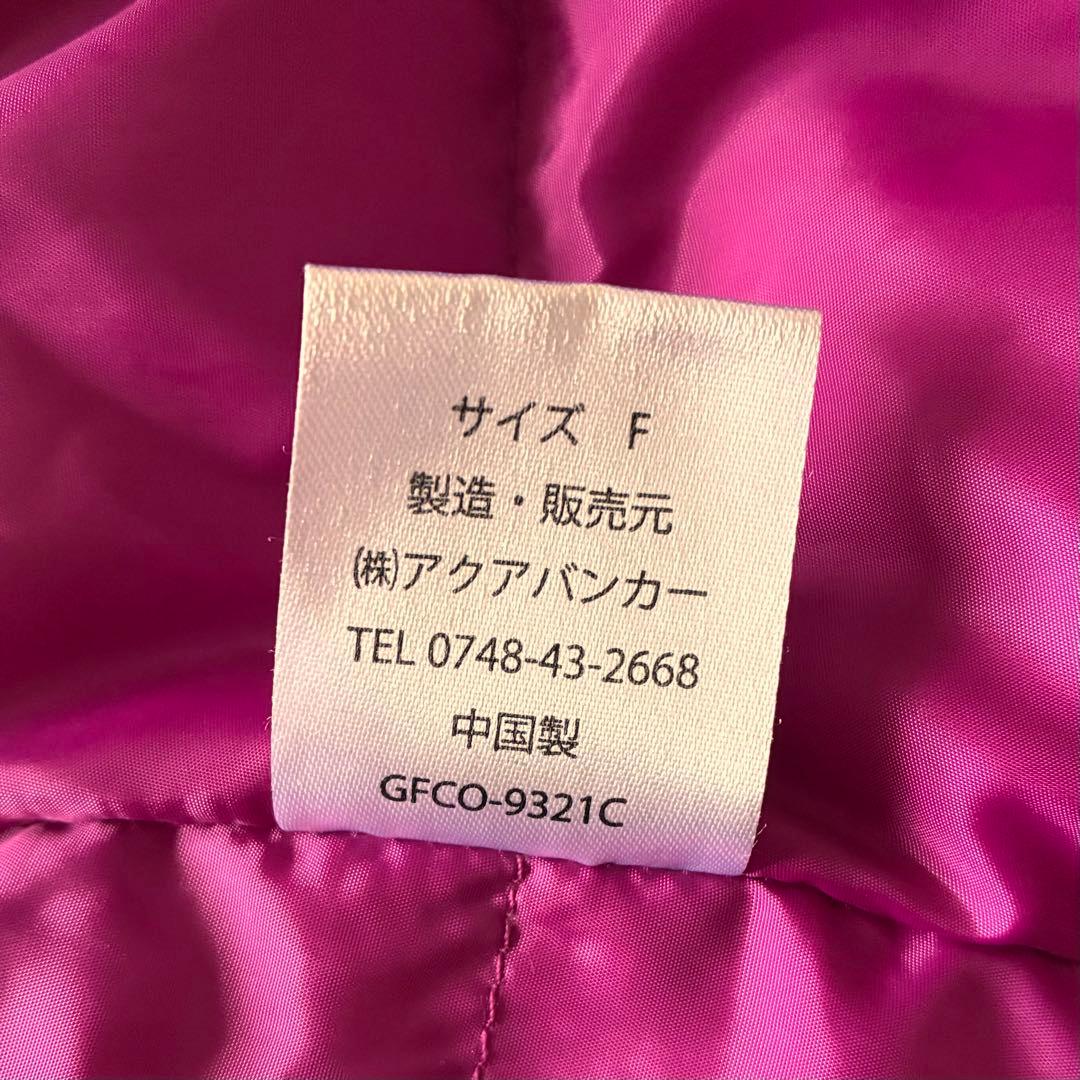 サイズ　F
製造・販売元
㈱アクアバンカー
TEL 0748-43-2668
中国製
GFCO-9321C